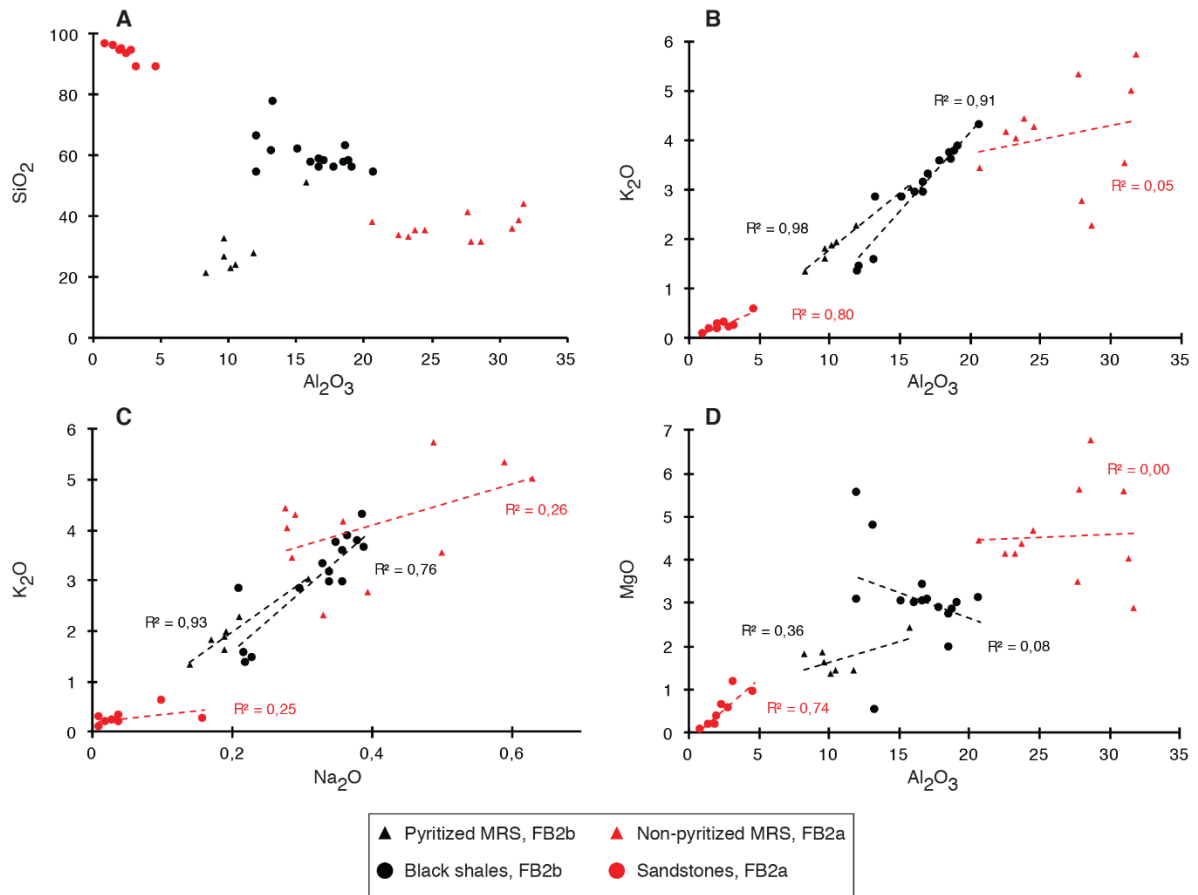 A
100
80
60
40
20
0
SiO2
0 5 10 15 20 25 30 35
Al2O3
B
6
5
4
3
2
1
0
K2O
R² = 0,91
R² = 0,05
R² = 0,98
R² = 0,80
0 5 10 15 20 25 30 35
Al2O3
C
6
5
4
3
2
1
0
K2O
R² = 0,26
R² = 0,76
R² = 0,93
R² = 0,25
0 0,2 0,4 0,6
Na2O
D
7
6
5
4
3
2
1
0
MgO
R² = 0,00
R² = 0,36
R² = 0,08
R² = 0,74
0 5 10 15 20 25 30 35
Al2O3
Pyritized MRS, FB2b Non-pyritized MRS, FB2a
Black shales, FB2b Sandstones, FB2a